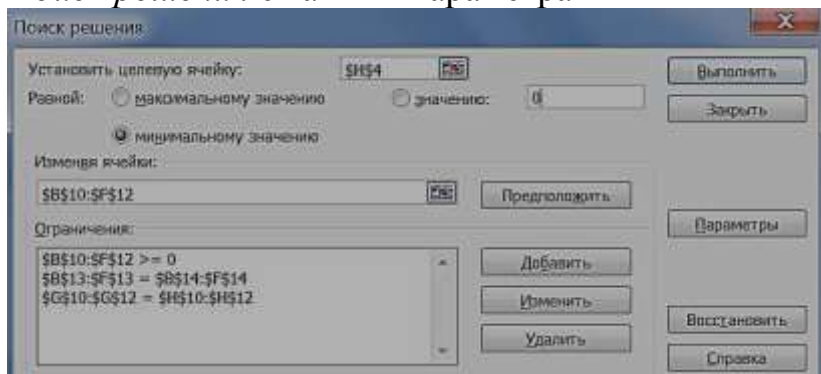 Поиск решения
Установить целевую ячейку: $H$4
Выполнить
Равной: максимальному значению значению: 0
Закрыть
минимальному значению
Изменяя ячейки:
$B$10:$F$12 Предположить
Параметры
Ограничения:
$B$10:$F$12 >= 0
$B$13:$F$13 = $B$14:$F$14
$G$10:$G$12 = $H$10:$H$12
Добавить
Изменить
Удалить
Восстановить
Справка